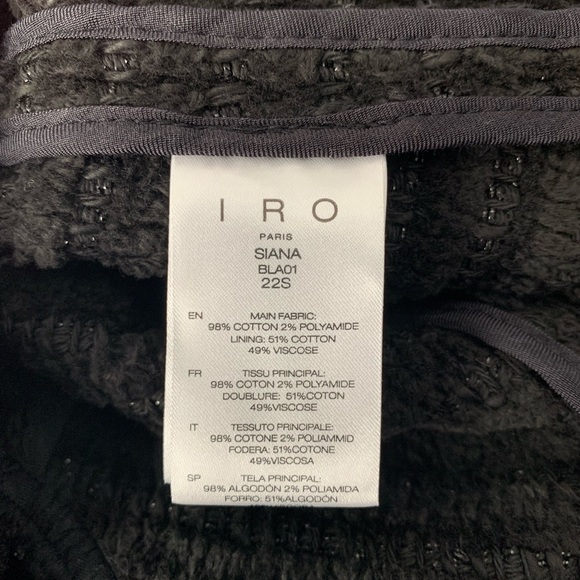 IRO
PARIS
SIANA
BLA01
22S
EN MAIN FABRIC:
98% COTTON 2% POLYAMIDE
LINING: 51% COTTON
49% VISCOSE
FR TISSU PRINCIPAL:
98% COTON 2% POLYAMIDE
DOUBLURE: 51%COTON
49%VISCOSE
IT TESSUTO PRINCIPALE:
98% COTONE 2% POLIAMMID
FODERA: 51%COTONE
49%VISCOSA
SP TELA PRINCIPAL:
98% ALGODÓN 2% POLIAMIDA
FORRO: 51%ALGODÓN